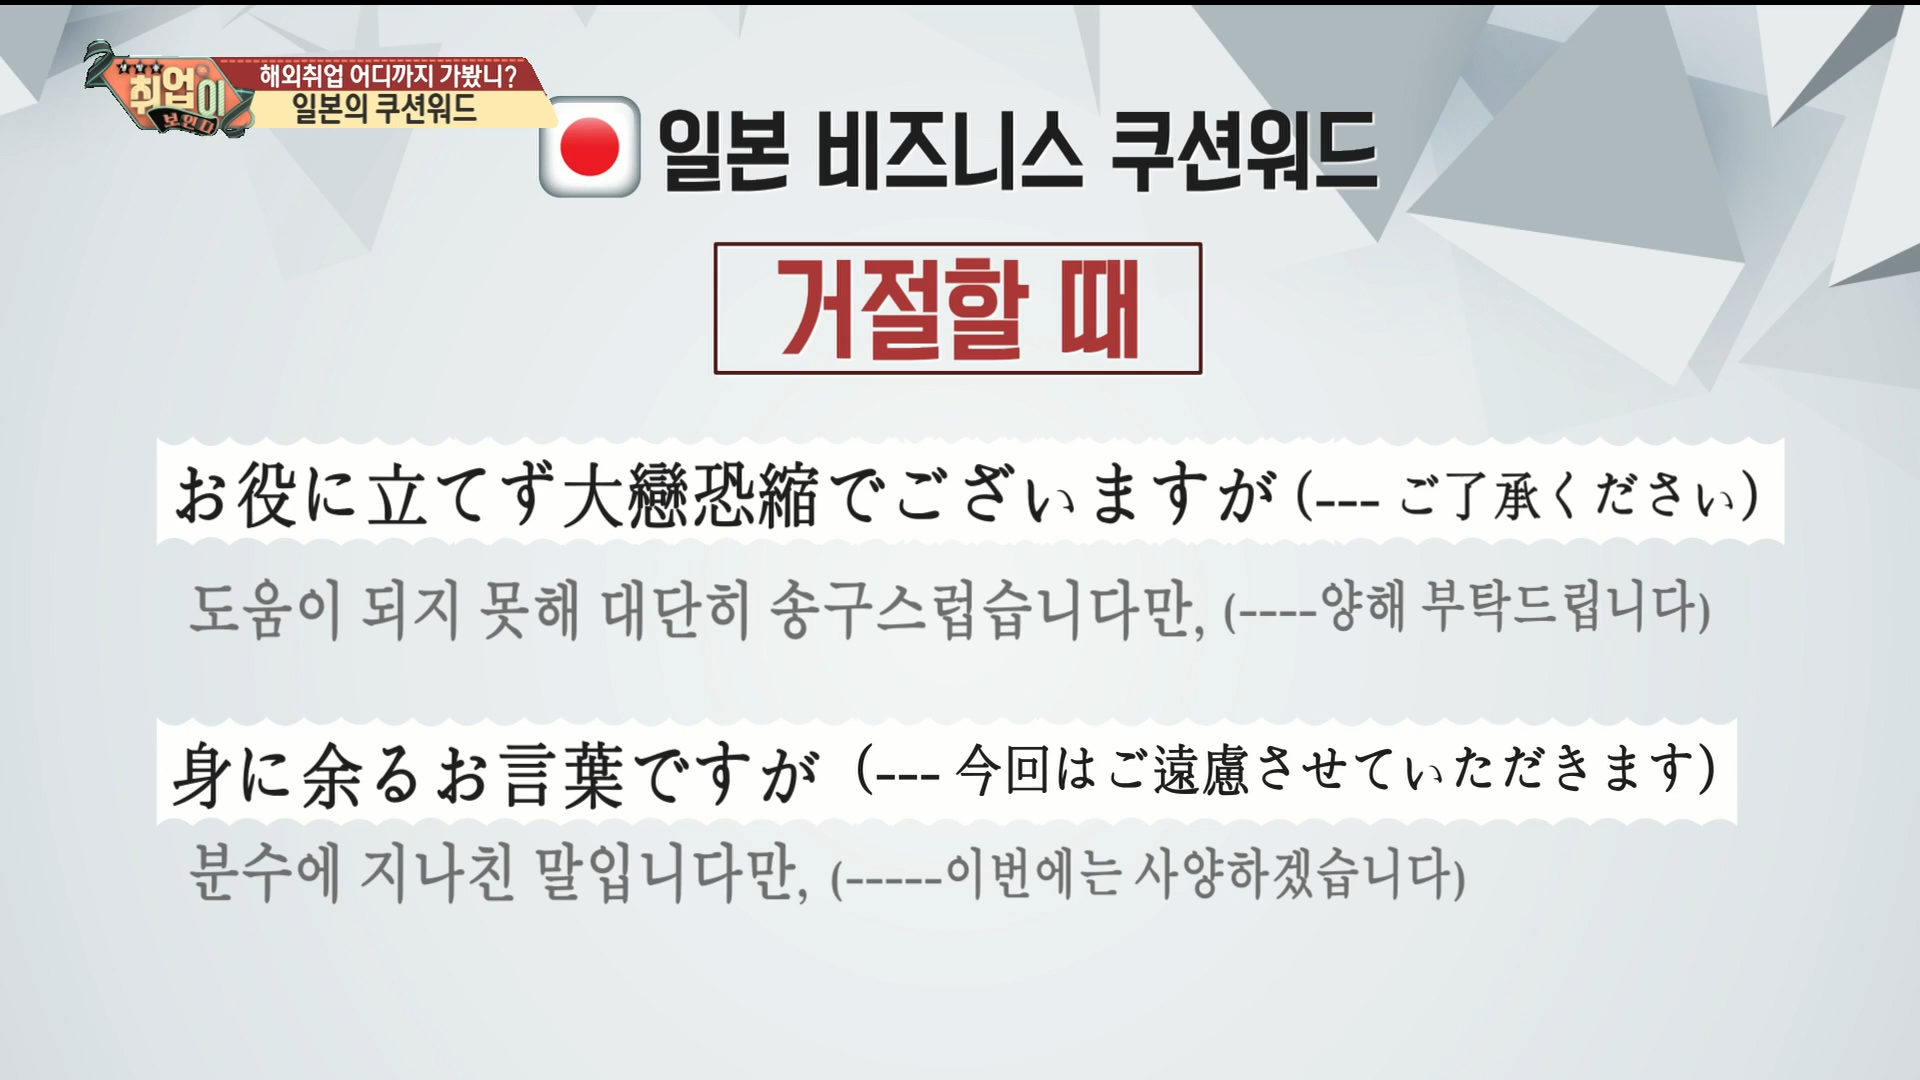 취업이
보인다
해외취업 어디까지 가봤니?
일본의 쿠션워드
일본 비즈니스 쿠션워드
거절할 때
お役に立てず大戀恐縮でございますが (--- ご了承ください)
도움이 되지 못해 대단히 송구스럽습니다만, (----양해 부탁드립니다)
身に余るお言葉ですが (--- 今回はご遠慮させていただきます)
분수에 지나친 말입니다만, (-----이번에는 사양하겠습니다)